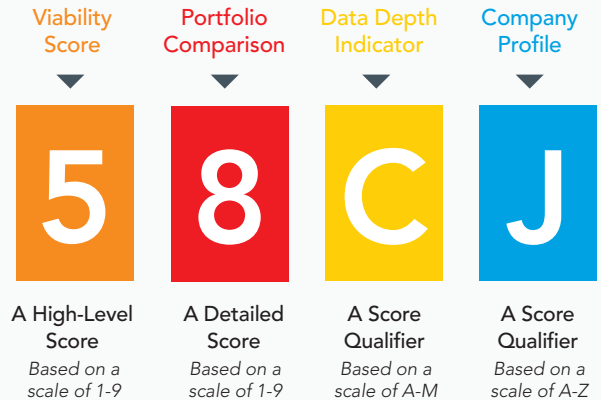 Viability
Score
5
A High-Level
Score
Based on a
scale of 1-9
Portfolio
Comparison
8
A Detailed
Score
Based on a
scale of 1-9
Data Depth
Indicator
C
A Score
Qualifier
Based on a
scale of A-M
Company
Profile
J
A Score
Qualifier
Based on a
scale of A-Z